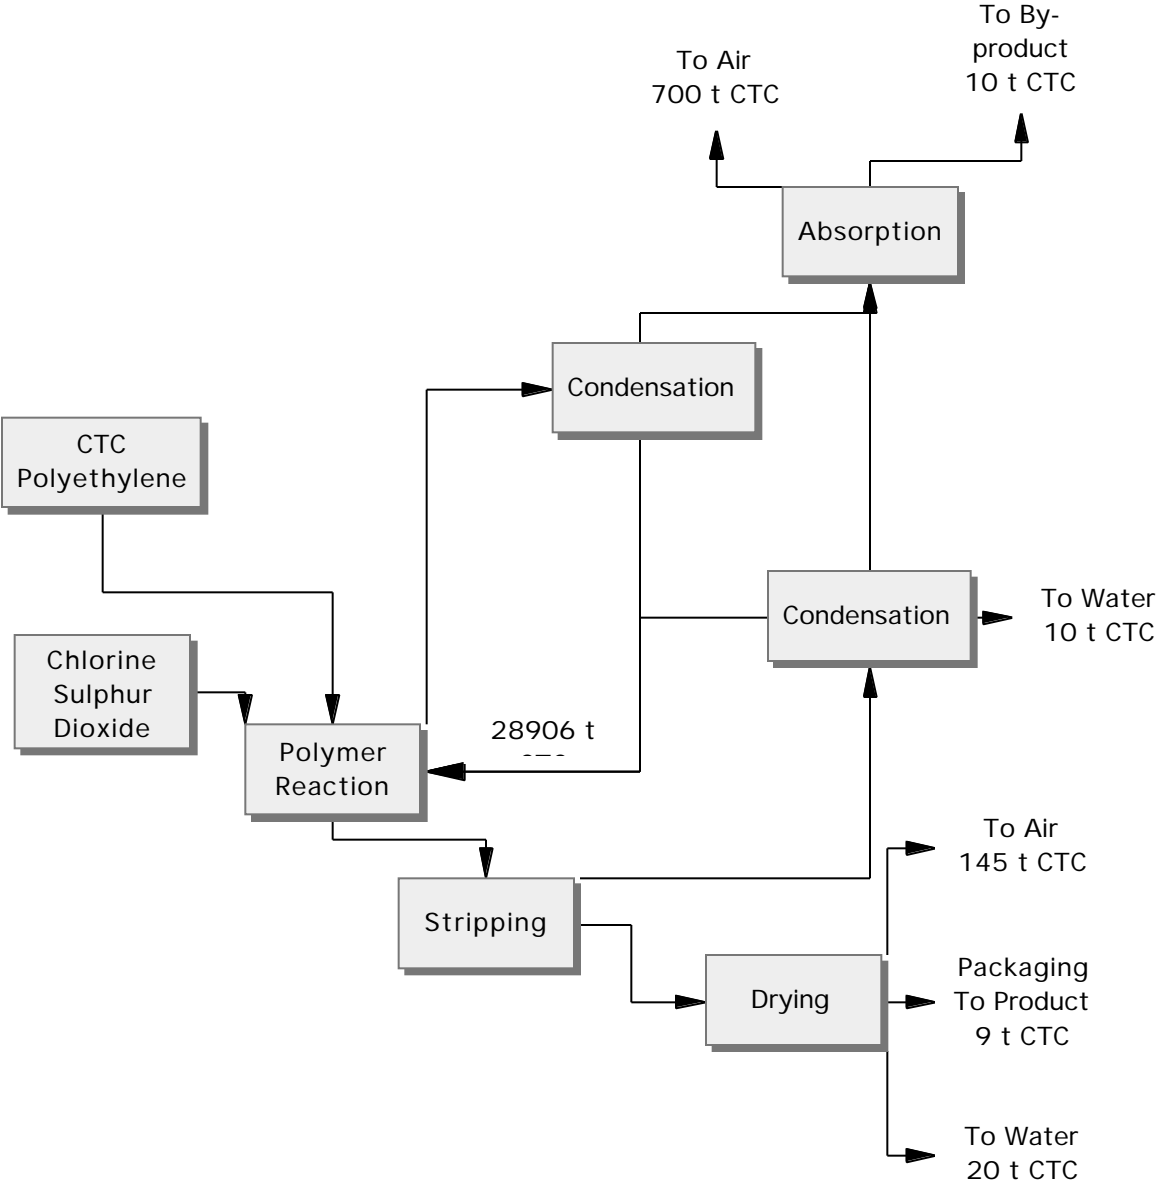 To By-
product
10 t CTC
To Air
700 t CTC
Absorption
Condensation
CTC
Polyethylene
Condensation
To Water
10 t CTC
Chlorine
Sulphur
Dioxide
28906 t
Polymer
Reaction
To Air
145 t CTC
Stripping
Packaging
To Product
9 t CTC
Drying
To Water
20 t CTC